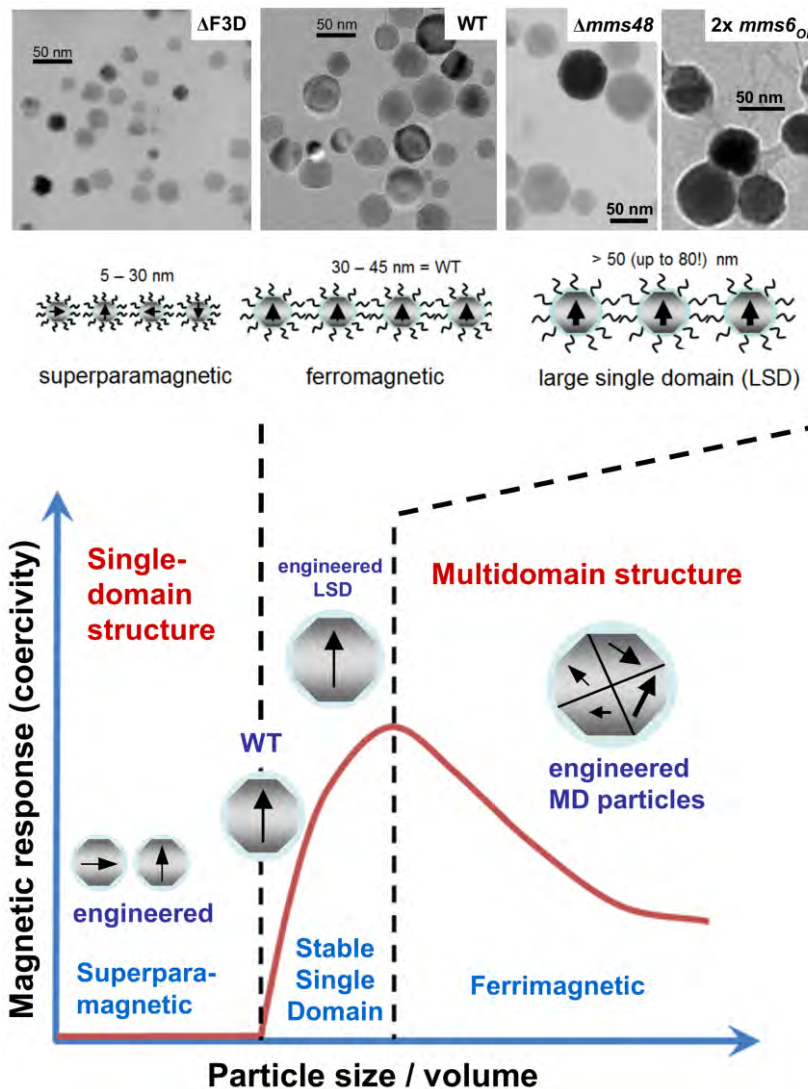 ΔF3D
50 nm
WT
50 nm
Δmms48
50 nm
2x mms6
50 nm
5 – 30 nm
30 – 45 nm = WT
> 50 (up to 80!) nm
superparamagnetic
ferromagnetic
large single domain (LSD)
Magnetic response (coercivity)
Single-
domain
structure
engineered
LSD
Multidomain structure
WT
engineered
MD particles
engineered
Superpara-
magnetic
Stable
Single
Domain
Ferrimagnetic
Particle size / volume